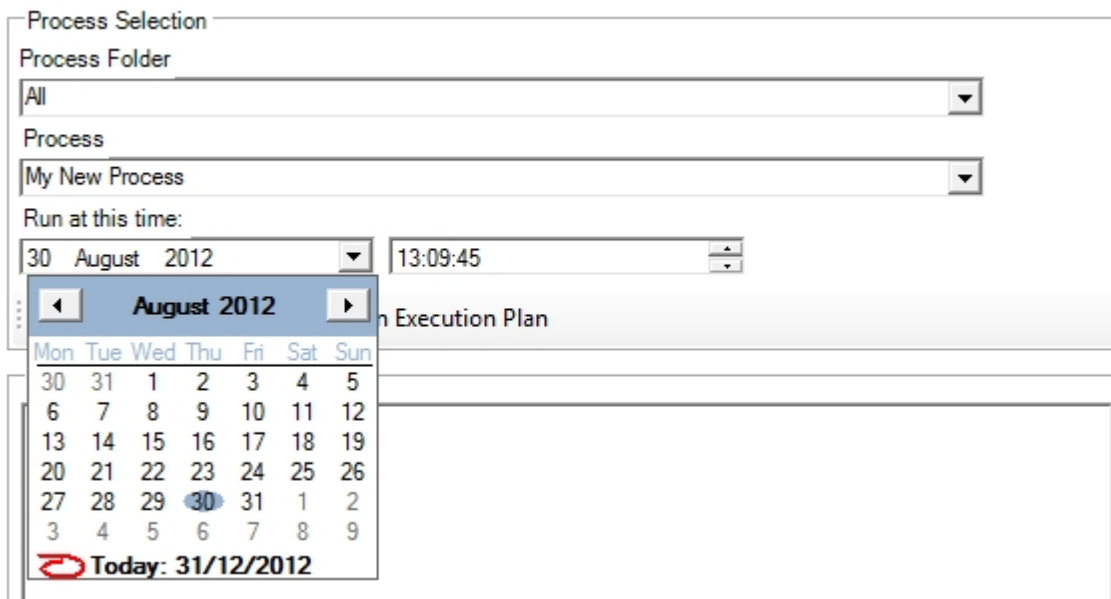 Process Selection
Process Folder
All
Process
My New Process
Run at this time:
30 August 2012 13:09:45
August 2012
Execution Plan
Mon Tue Wed Thu Fri Sat Sun
30 31 1 2 3 4 5
6 7 8 9 10 11 12
13 14 15 16 17 18 19
20 21 22 23 24 25 26
27 28 29 30 31 1 2
3 4 5 6 7 8 9
Today: 31/12/2012